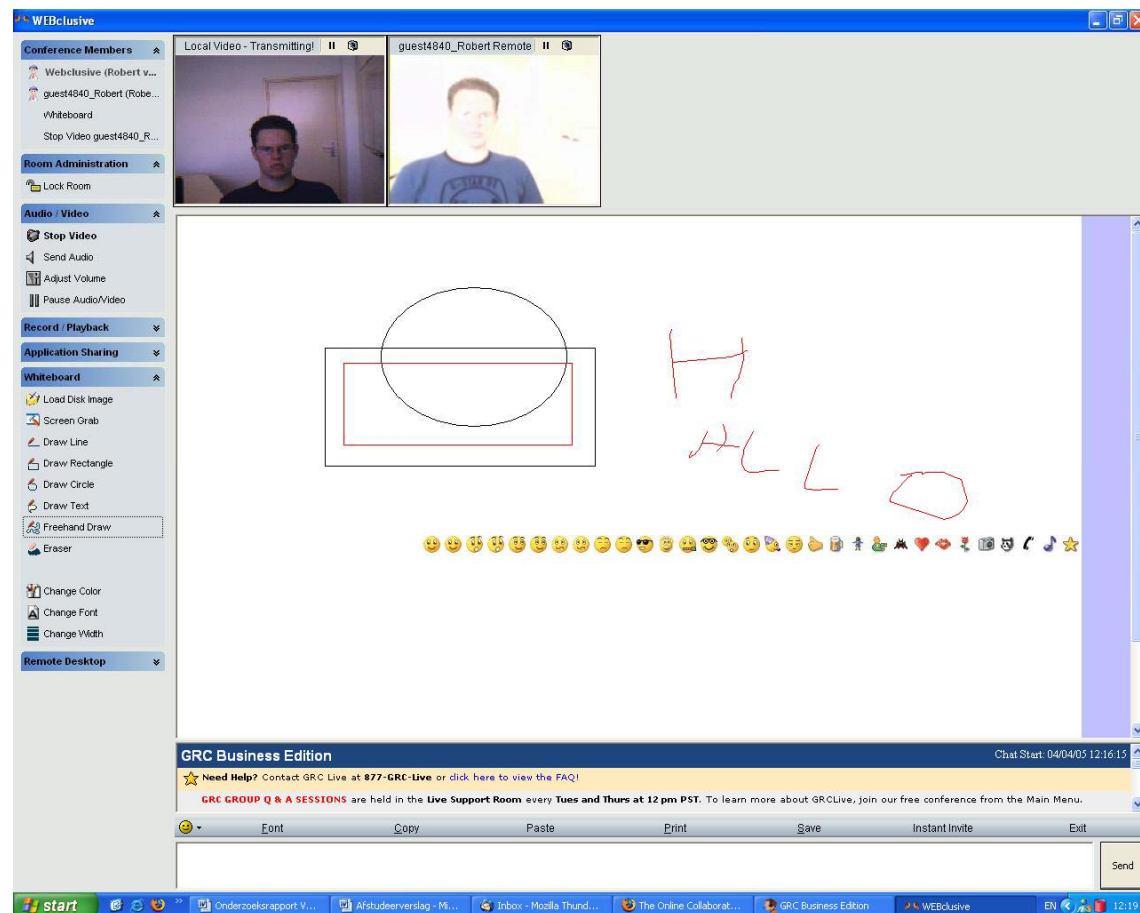 WEBclusive
Conference Members
Webclusive (Robert v...
guest4840_Robert (Robe...
Whiteboard
Stop Video guest4840_R...
Room Administration
Lock Room
Audio / Video
Stop Video
Send Audio
Adjust Volume
Pause Audio/Video
Record / Playback
Application Sharing
Whiteboard
Load Disk Image
Screen Grab
Draw Line
Draw Rectangle
Draw Circle
Draw Text
Freehand Draw
Eraser
Change Color
Change Font
Change Width
Remote Desktop
Local Video - Transmitting!
guest4840_Robert Remote
G-STAR
H
L L O
GRC Business Edition
Chat Start: 04/04/05 12:16:15
Need Help? Contact GRC Live at 877-GRC-Live or click here to view the FAQ!
GRC GROUP Q & A SESSIONS are held in the Live Support Room every Tues and Thurs at 12 pm PST. To learn more about GRCLive, join our free conference from the Main Menu.
Font Copy Paste Print Save Instant Invite Exit
Send
start
Onderzoeksrapport V...
Afstudeerverslag - Mi...
Inbox - Mozilla Thund...
The Online Collaborat...
GRC Business Edition
WEBclusive
EN
12:19